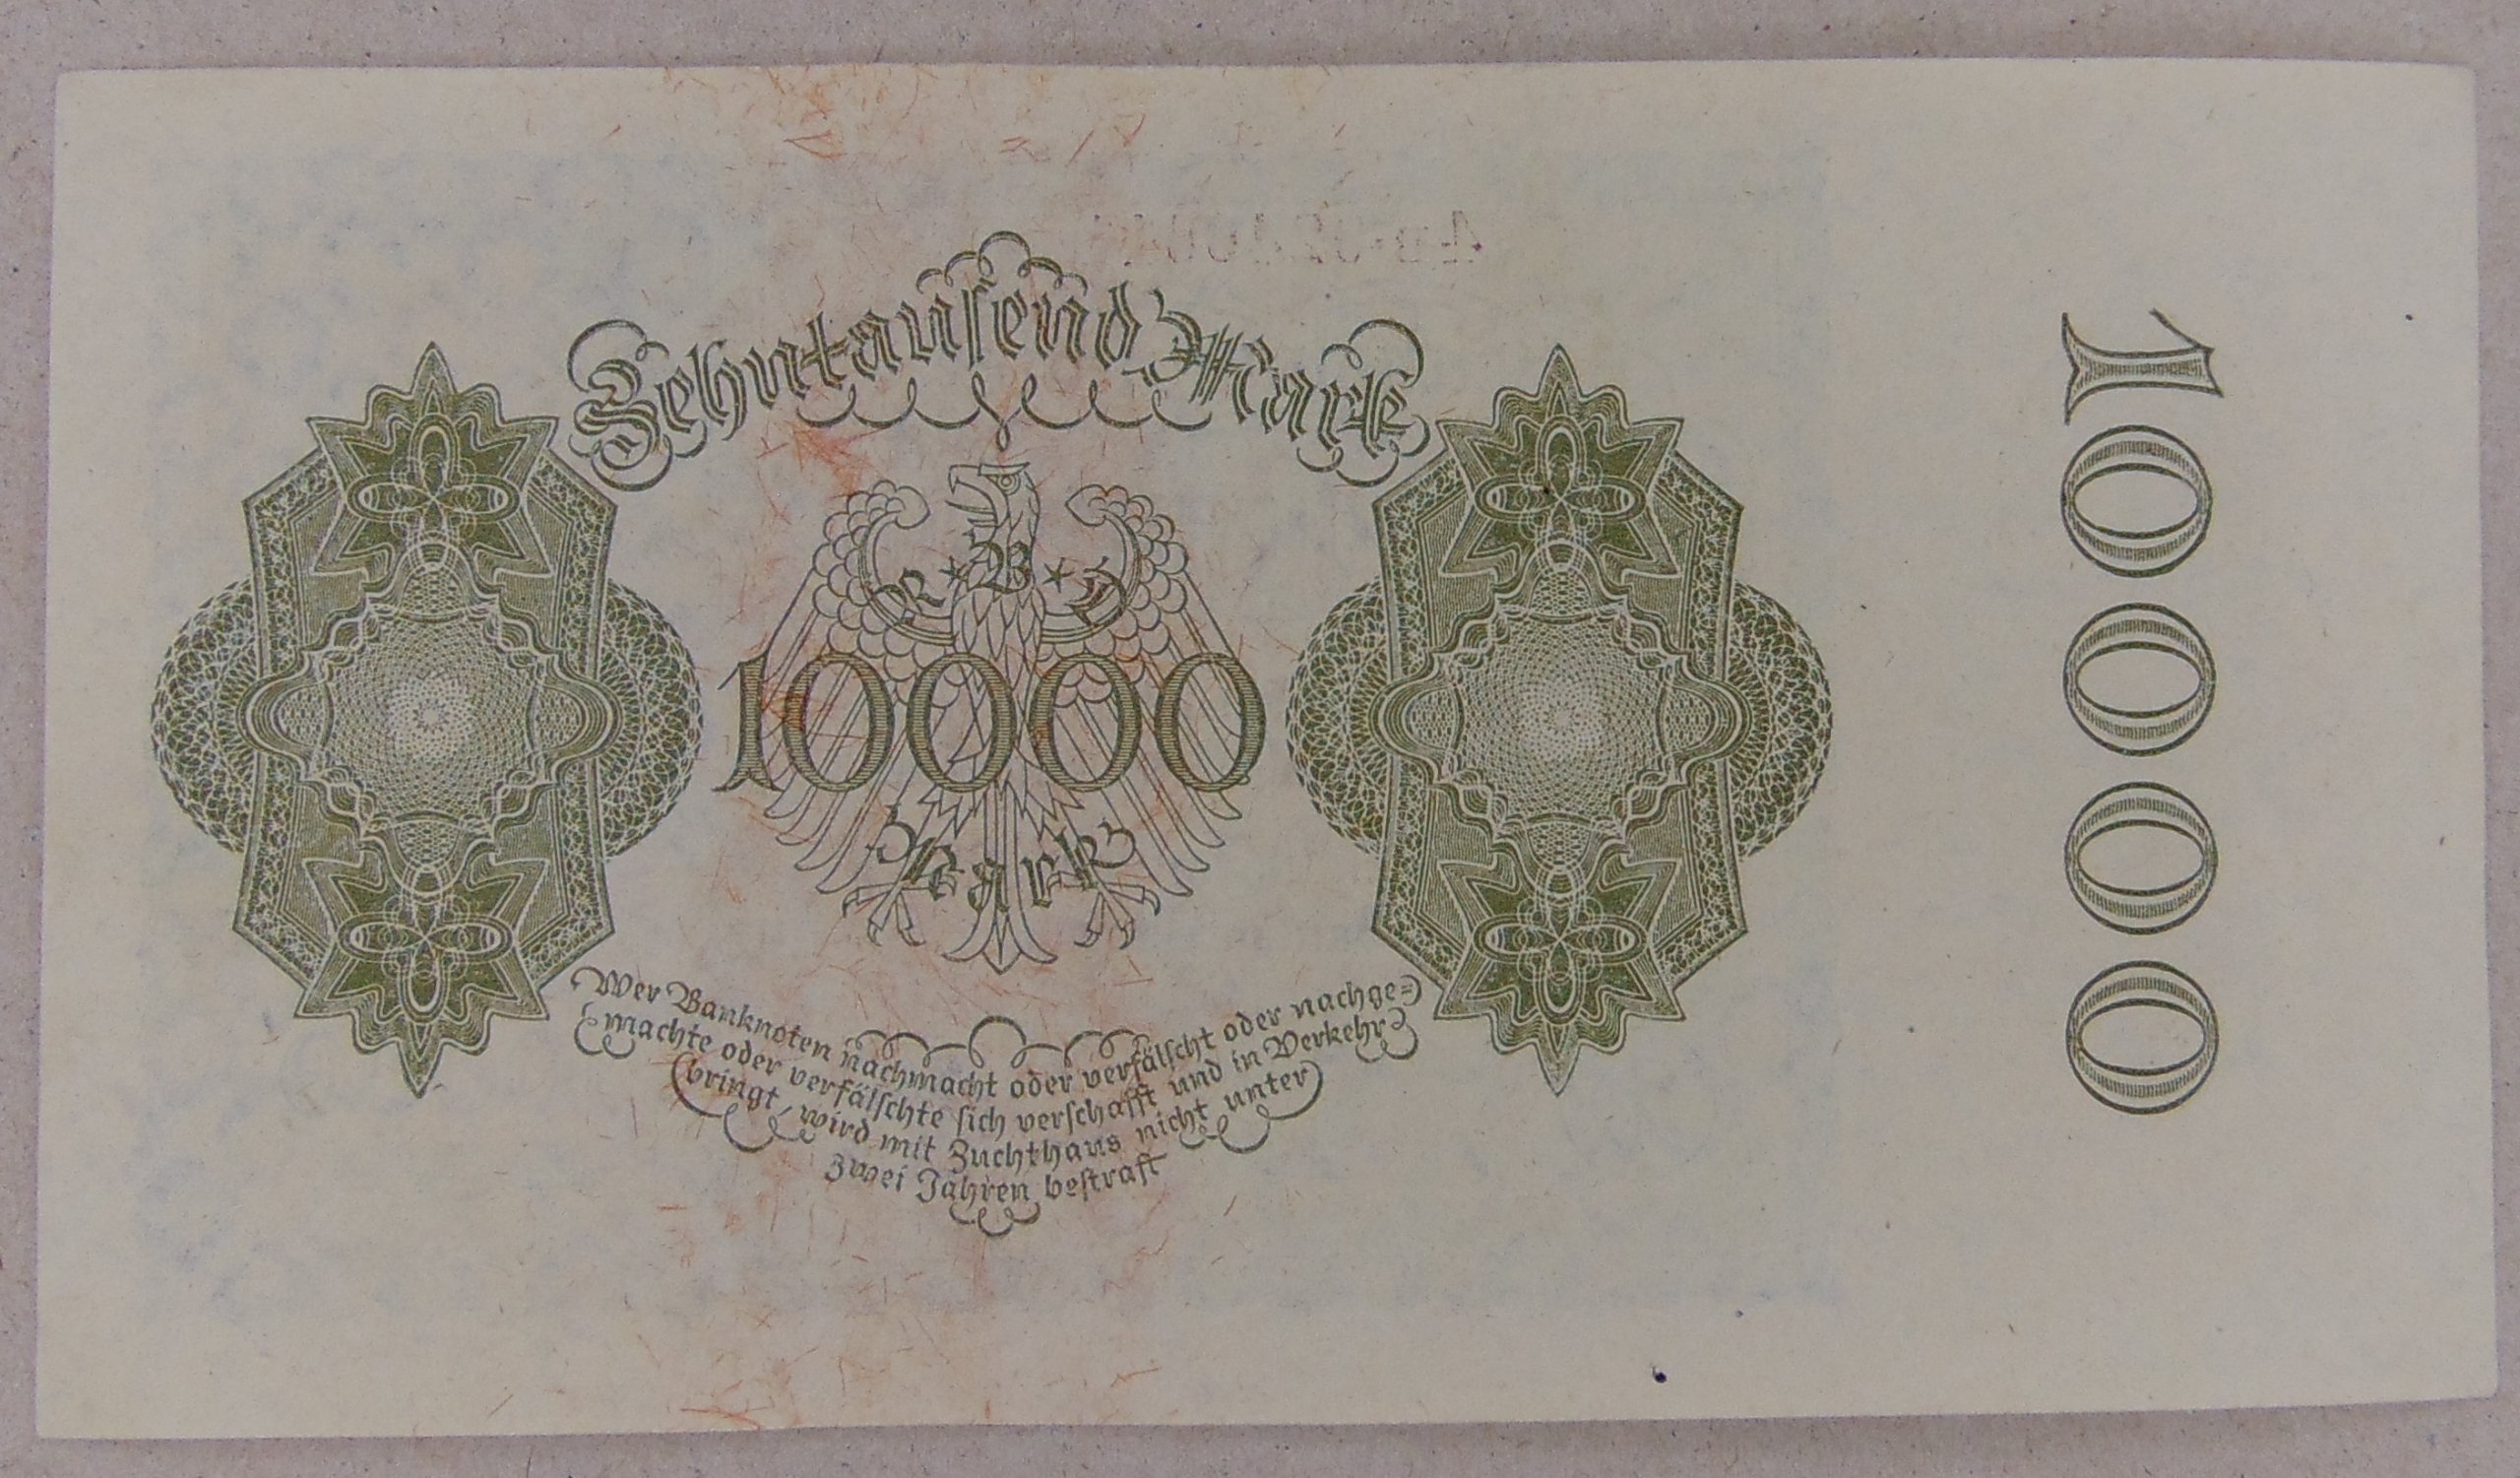 Zehntausend Mark
R * B * D
10000
Mark
Wer Banknoten nachmacht oder verfälscht oder nachge=
machte oder verfälschte sich verschafft und in Verkehr
bringt, wird mit Zuchthaus nicht unter
zwei Jahren bestraft
10000